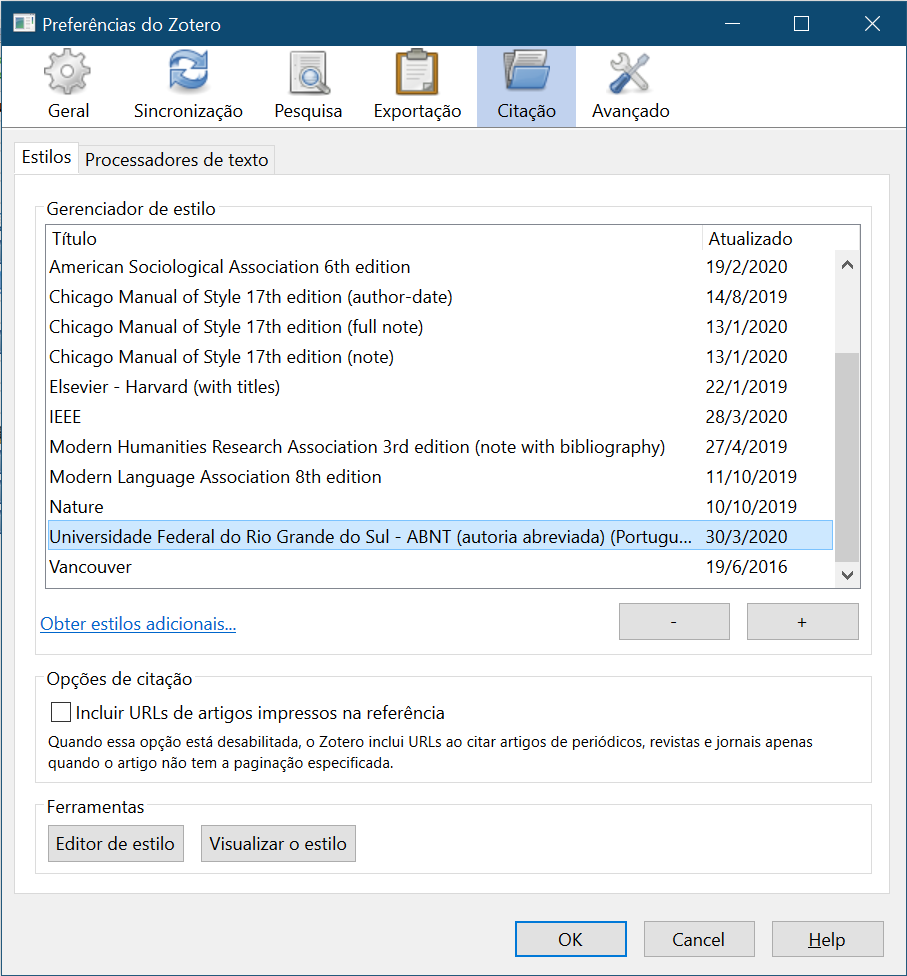 Preferências do Zotero
Geral
Sincronização
Pesquisa
Exportação
Citação
Avançado
Estilos
Processadores de texto
Gerenciador de estilo
Título Atualizado
American Sociological Association 6th edition 19/2/2020
Chicago Manual of Style 17th edition (author-date) 14/8/2019
Chicago Manual of Style 17th edition (full note) 13/1/2020
Chicago Manual of Style 17th edition (note) 13/1/2020
Elsevier - Harvard (with titles) 22/1/2019
IEEE 28/3/2020
Modern Humanities Research Association 3rd edition (note with bibliography) 27/4/2019
Modern Language Association 8th edition 11/10/2019
Nature 10/10/2019
Universidade Federal do Rio Grande do Sul - ABNT (autoria abreviada) (Portugu... 30/3/2020
Vancouver 19/6/2016
Obter estilos adicionais...
- +
Opções de citação
Incluir URLs de artigos impressos na referência
Quando essa opção está desabilitada, o Zotero inclui URLs ao citar artigos de periódicos, revistas e jornais apenas
quando o artigo não tem a paginação especificada.
Ferramentas
Editor de estilo
Visualizar o estilo
OK
Cancel
Help